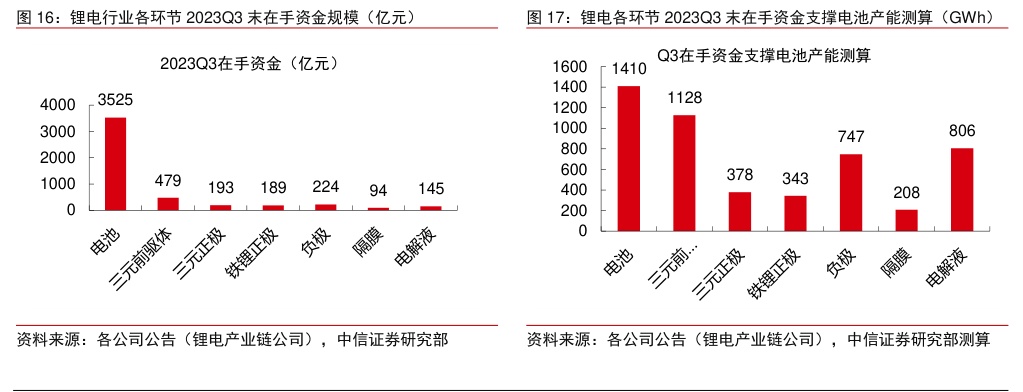 图 16：锂电行业各环节 2023Q3 末在手资金规模（亿元）
2023Q3在手资金（亿元）
4000
3000
2000
1000
0
3525
479
193
189
224
94
145
电池
三元前驱体
三元正极
铁锂正极
负极
隔膜
电解液
资料来源：各公司公告（锂电产业链公司），中信证券研究部
图 17：锂电各环节 2023Q3 末在手资金支撑电池产能测算（GWh）
Q3在手资金支撑电池产能测算
1600
1400
1200
1000
800
600
400
200
0
1410
1128
378
343
747
208
806
电池
三元前…
三元正极
铁锂正极
负极
隔膜
电解液
资料来源：各公司公告（锂电产业链公司），中信证券研究部测算